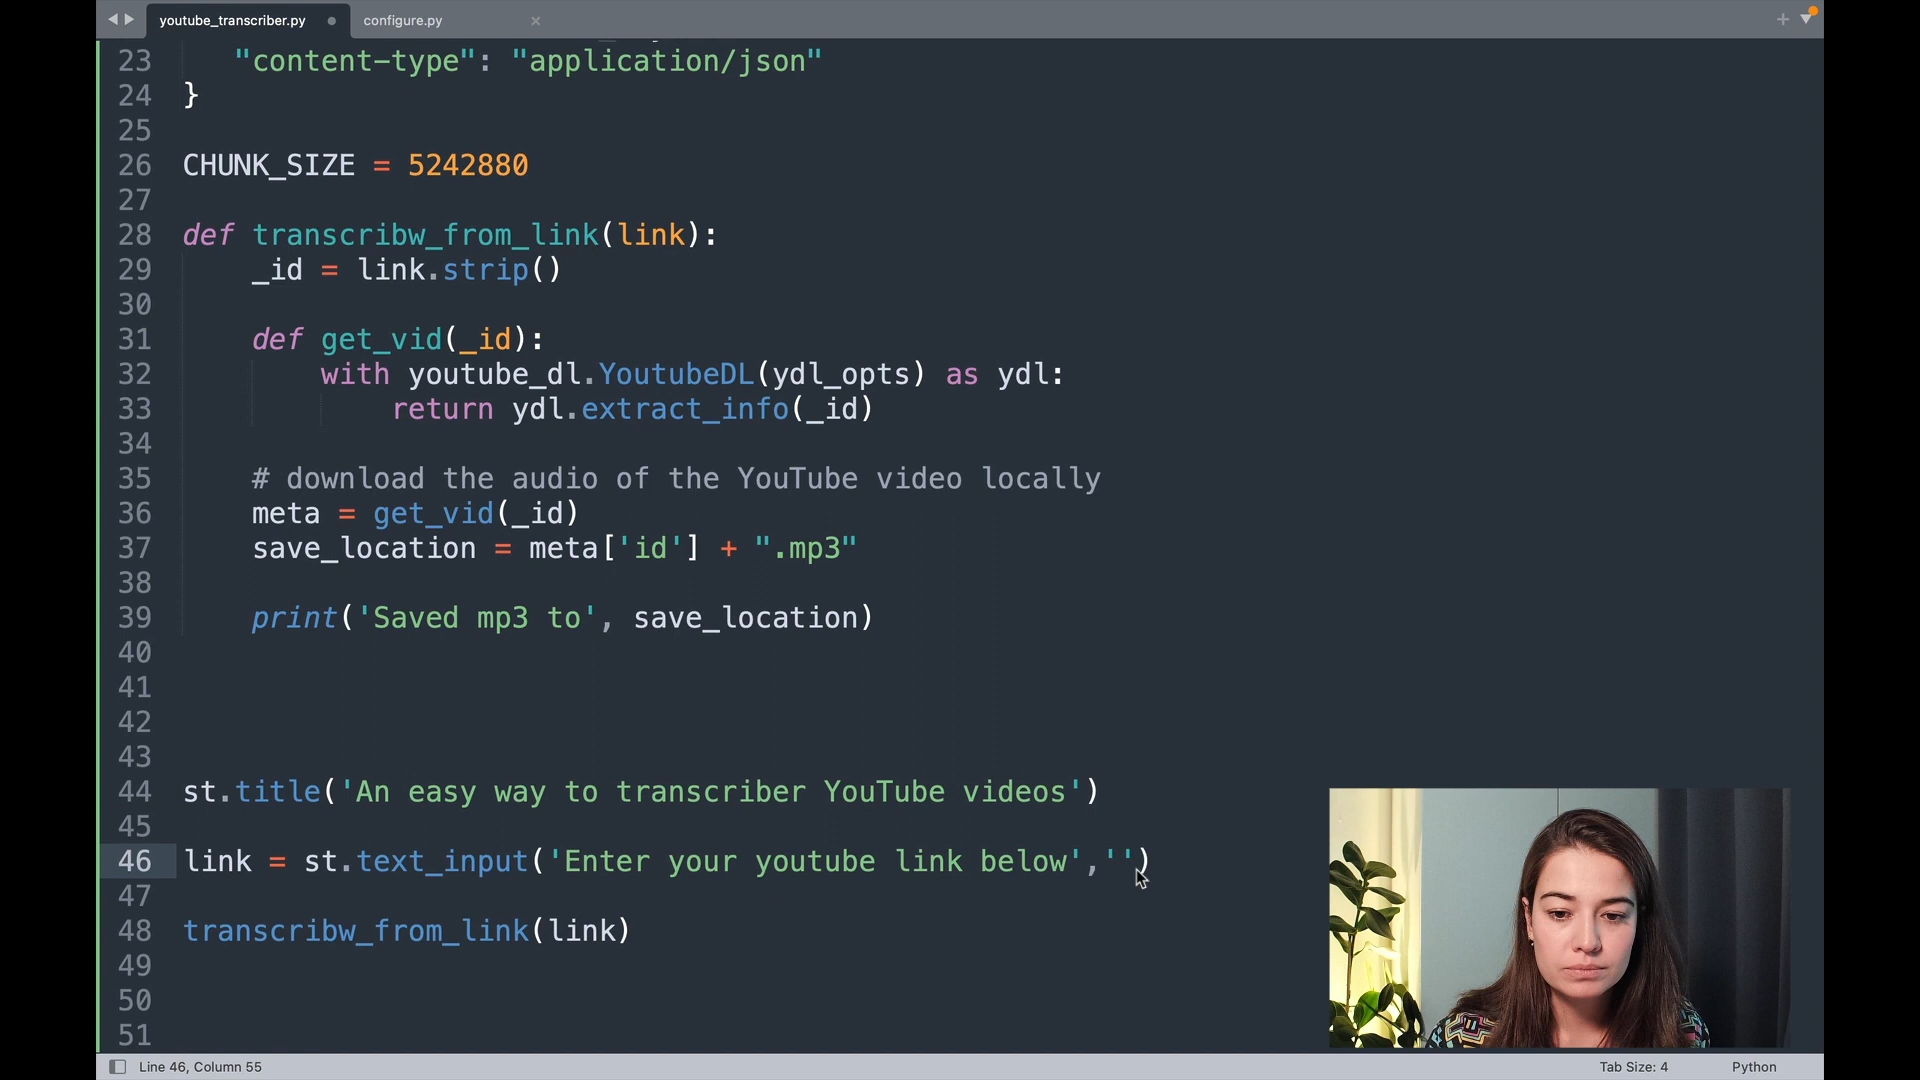 youtube_transcriber.py configure.py
23 "content-type": "application/json"
24 }
25
26 CHUNK_SIZE = 5242880
27
28 def transcribw_from_link(link):
29 _id = link.strip()
30
31 def get_vid(_id):
32 with youtube_dl.YoutubeDL(ydl_opts) as ydl:
33 return ydl.extract_info(_id)
34
35 # download the audio of the YouTube video locally
36 meta = get_vid(_id)
37 save_location = meta['id'] + ".mp3"
38
39 print('Saved mp3 to', save_location)
40
41
42
43
44 st.title('An easy way to transcriber YouTube videos')
45
46 link = st.text_input('Enter your youtube link below','')
47
48 transcribw_from_link(link)
49
50
51
Line 46, Column 55 Tab Size: 4 Python